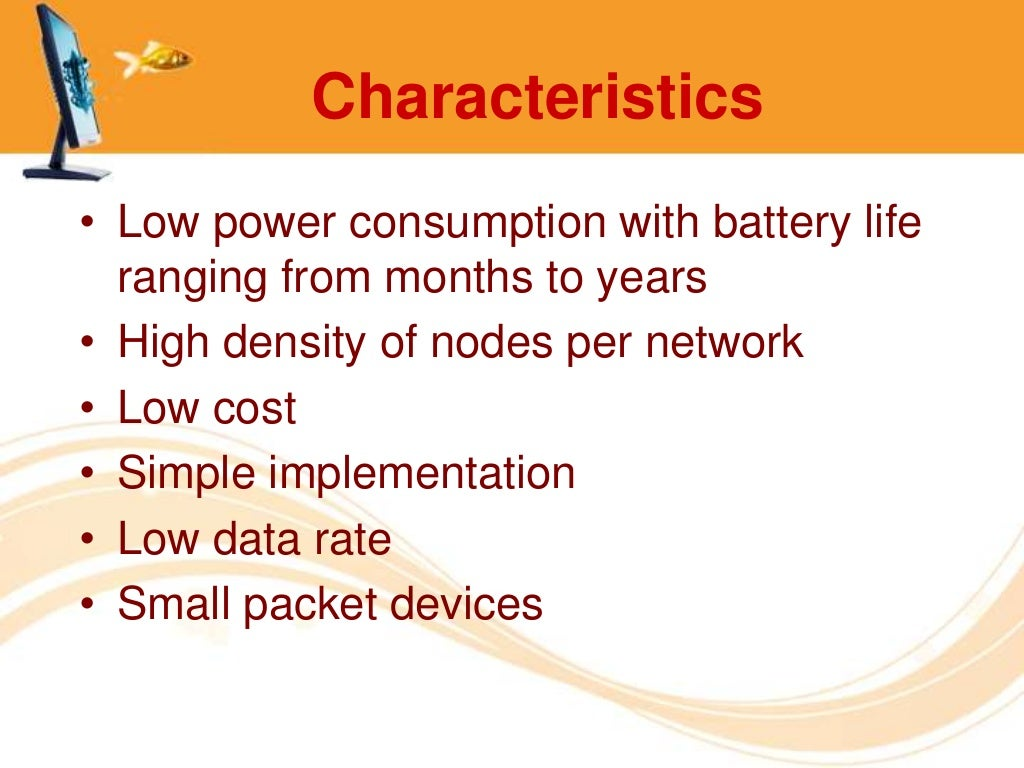 Characteristics
• Low power consumption with battery life
ranging from months to years
• High density of nodes per network
• Low cost
• Simple implementation
• Low data rate
• Small packet devices